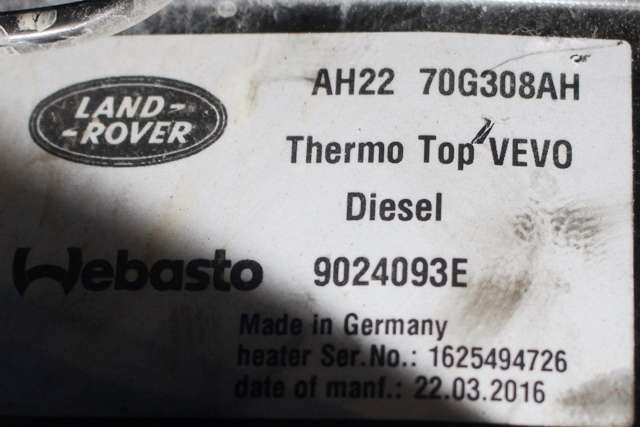 LAND-
-ROVER
AH22 70G308AH
Thermo Top VEVO
Diesel
Webasto 9024093E
Made in Germany
heater Ser.No.: 1625494726
date of manf.: 22.03.2016